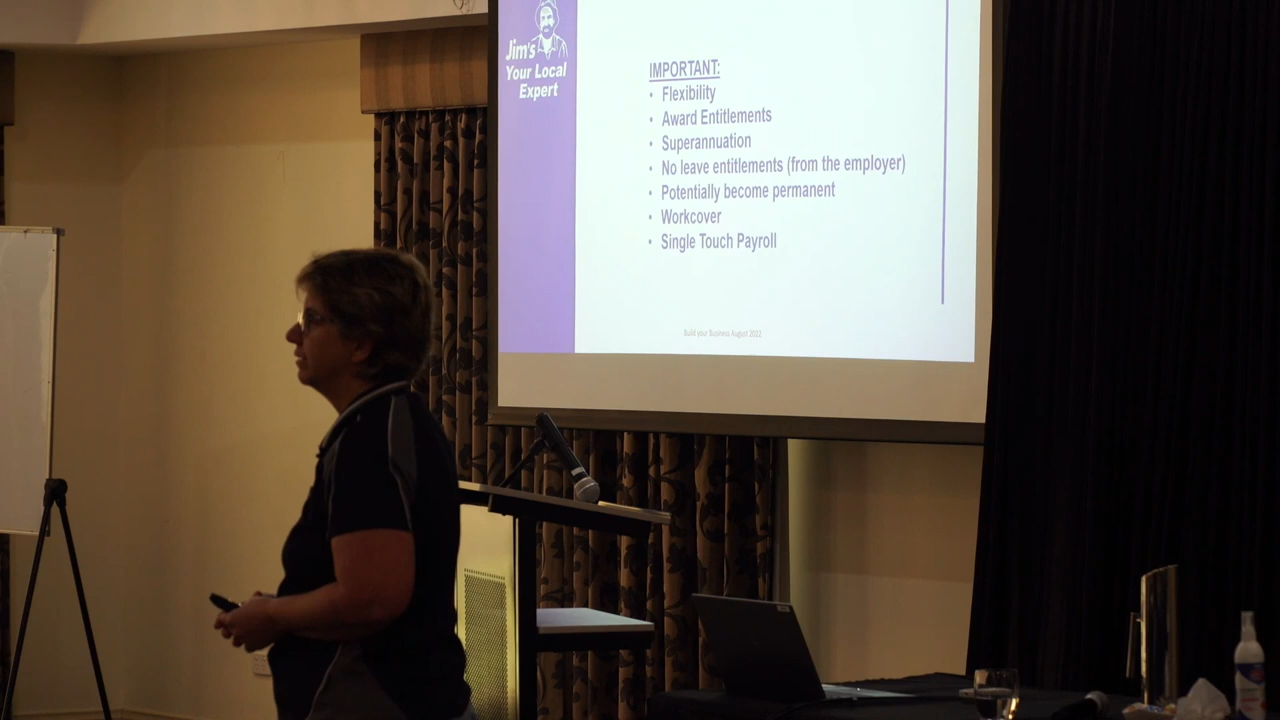 Jim's
Your Local
Expert
IMPORTANT:
• Flexibility
• Award Entitlements
• Superannuation
• No leave entitlements (from the employer)
• Potentially become permanent
• Workcover
• Single Touch Payroll
Build your Business August 2022